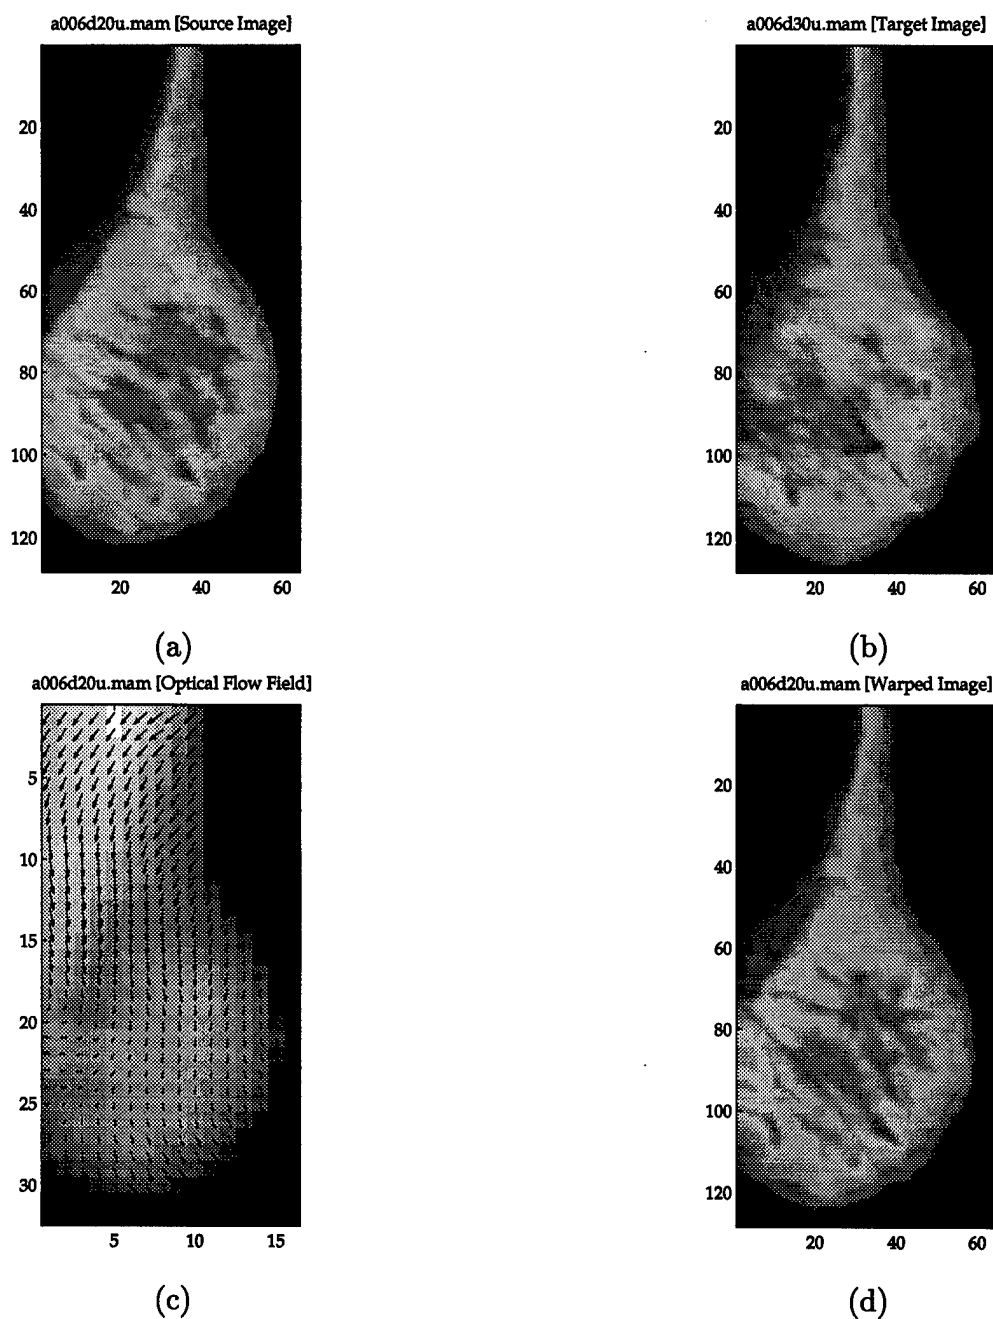 a006d20u.mam [Source Image]
20
40
60
80
100
120
20 40 60
(a)
a006d30u.mam [Target Image]
20
40
60
80
100
120
20 40 60
(b)
a006d20u.mam [Optical Flow Field]
5
10
15
20
25
30
5 10 15
(c)
a006d20u.mam [Warped Image]
20
40
60
80
100
120
20 40 60
(d)